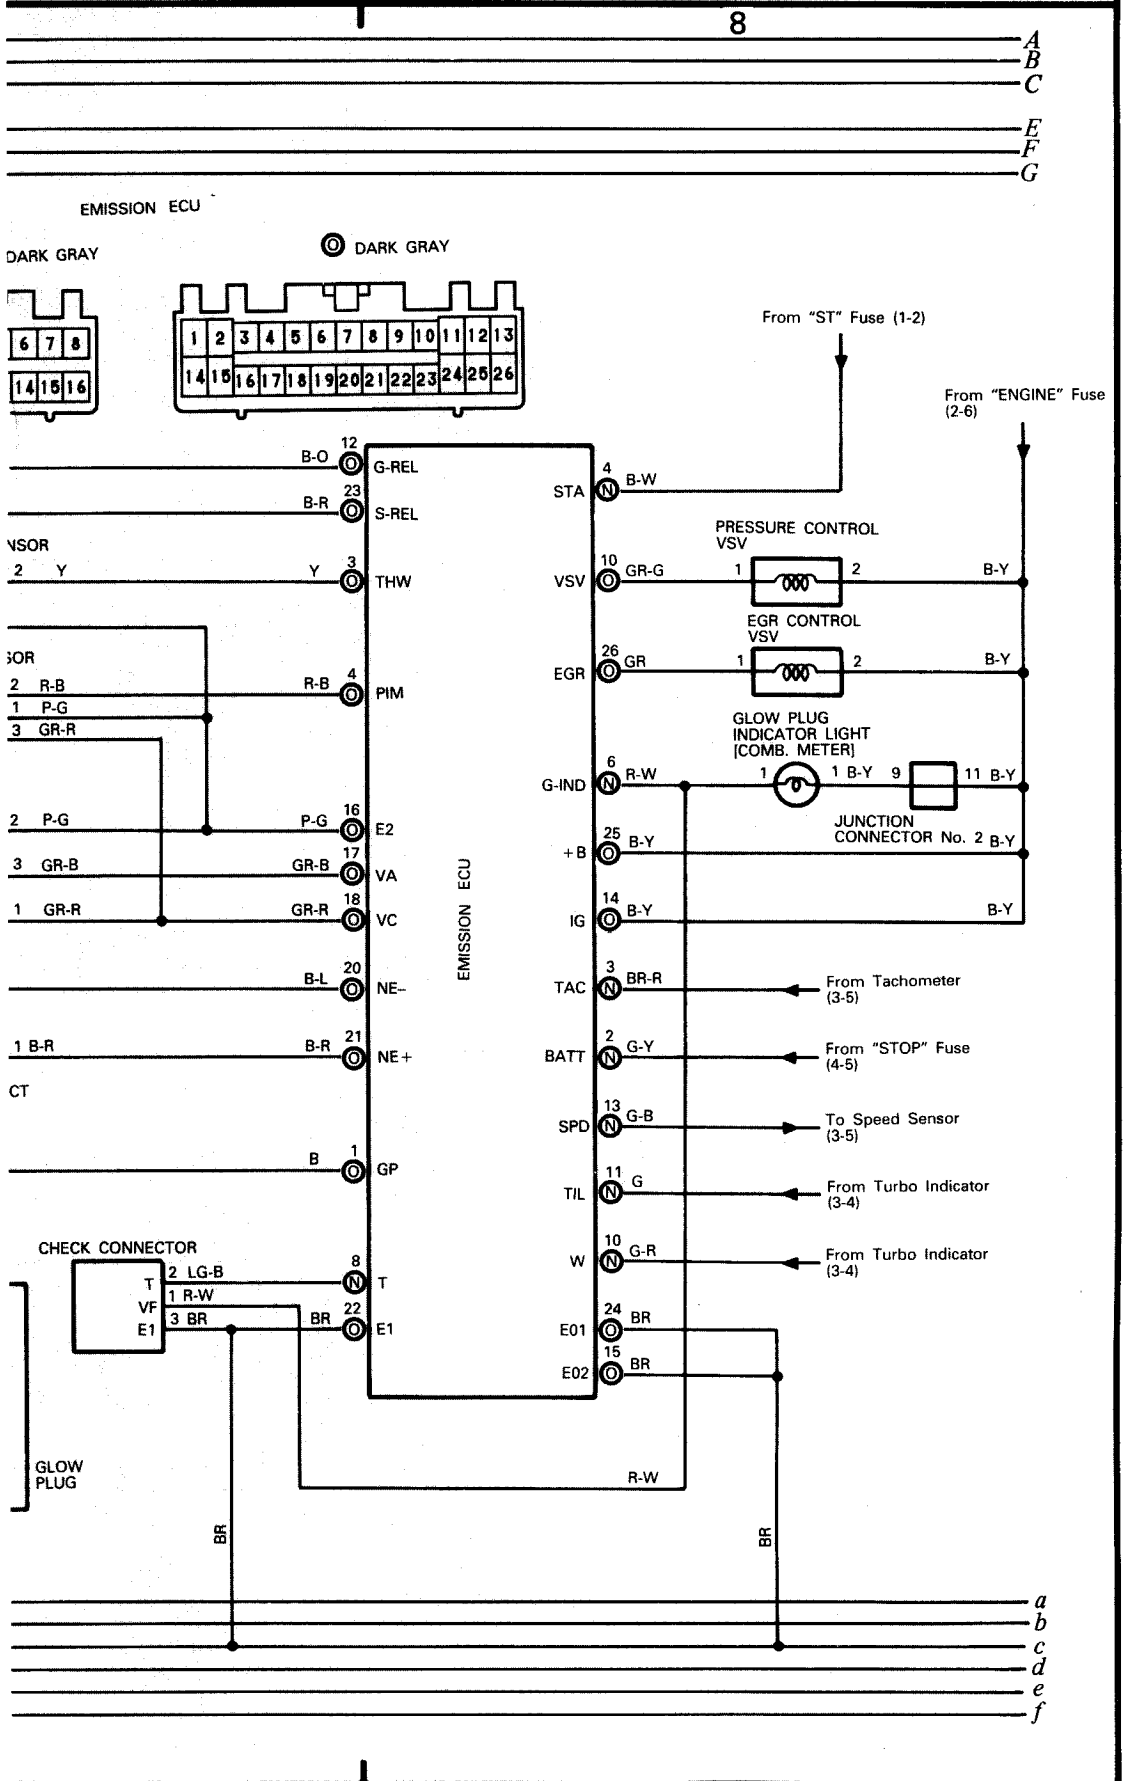 8
A
B
C
E
F
G
EMISSION ECU
DARK GRAY
O DARK GRAY
6 7 8
14 15 16
1 2 3 4 5 6 7 8 9 10 11 12 13
14 15 16 17 18 19 20 21 22 23 24 25 26
From "ST" Fuse (1-2)
From "ENGINE" Fuse
(2-6)
B-O 12 O G-REL
B-R 23 O S-REL
NSOR
2 Y Y 3 O THW
SOR
2 R-B R-B 4 O PIM
1 P-G
3 GR-R
2 P-G P-G 16 O E2
3 GR-B GR-B 17 O VA
1 GR-R GR-R 18 O VC
B-L 20 O NE–
1 B-R B-R 21 O NE+
CT
B 1 O GP
CHECK CONNECTOR
T 2 LG-B 8 N T
VF 1 R-W
E1 3 BR BR 22 O E1
GLOW
PLUG
EMISSION ECU
STA 4 N B-W
PRESSURE CONTROL
VSV
VSV 10 O GR-G 1 2 B-Y
EGR CONTROL
VSV
EGR 26 O GR 1 2 B-Y
GLOW PLUG
INDICATOR LIGHT
[COMB. METER]
G-IND 6 N R-W 1 1 B-Y 9 11 B-Y
JUNCTION
CONNECTOR No. 2
+B 25 O B-Y B-Y
IG 14 O B-Y B-Y
TAC 3 N BR-R From Tachometer
(3-5)
BATT 2 N G-Y From "STOP" Fuse
(4-5)
SPD 13 N G-B To Speed Sensor
(3-5)
TIL 11 N G From Turbo Indicator
(3-4)
W 10 N G-R From Turbo Indicator
(3-4)
E01 24 O BR
E02 15 O BR
R-W
BR
BR
a
b
c
d
e
f